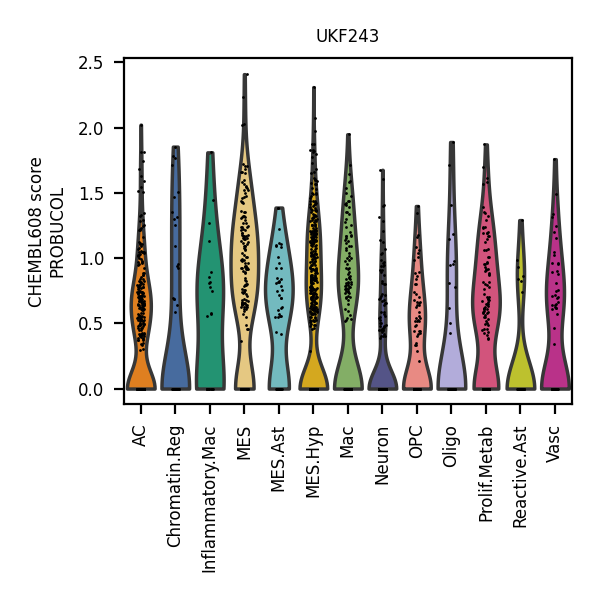 UKF243
CHEMBL608 score
PROBUCOL
2.5
2.0
1.5
1.0
0.5
0.0
AC
Chromatin.Reg
Inflammatory.Mac
MES
MES.Ast
MES.Hyp
Mac
Neuron
OPC
Oligo
Prolif.Metab
Reactive.Ast
Vasc